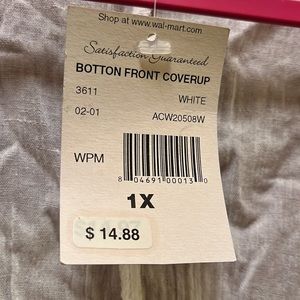 Shop at www.wal-mart.com
Satisfaction Guaranteed
BOTTON FRONT COVERUP
3611 WHITE
02-01 ACW20508W
WPM
8 04691 00013 0
1X
$ 14.88